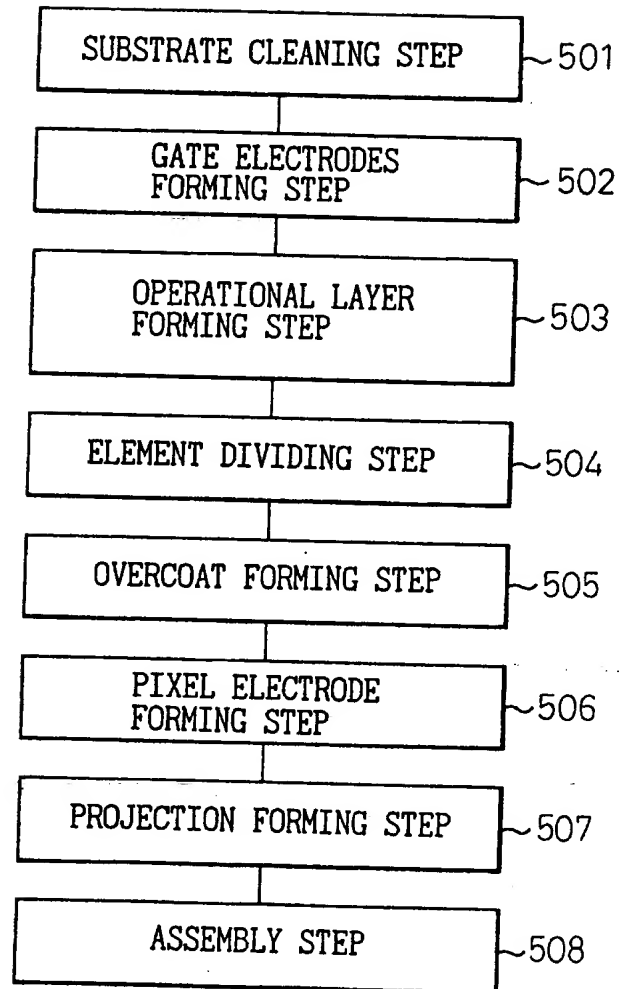 SUBSTRATE CLEANING STEP ~501
GATE ELECTRODES
FORMING STEP ~502
OPERATIONAL LAYER
FORMING STEP ~503
ELEMENT DIVIDING STEP ~504
OVERCOAT FORMING STEP ~505
PIXEL ELECTRODE
FORMING STEP ~506
PROJECTION FORMING STEP ~507
ASSEMBLY STEP ~508